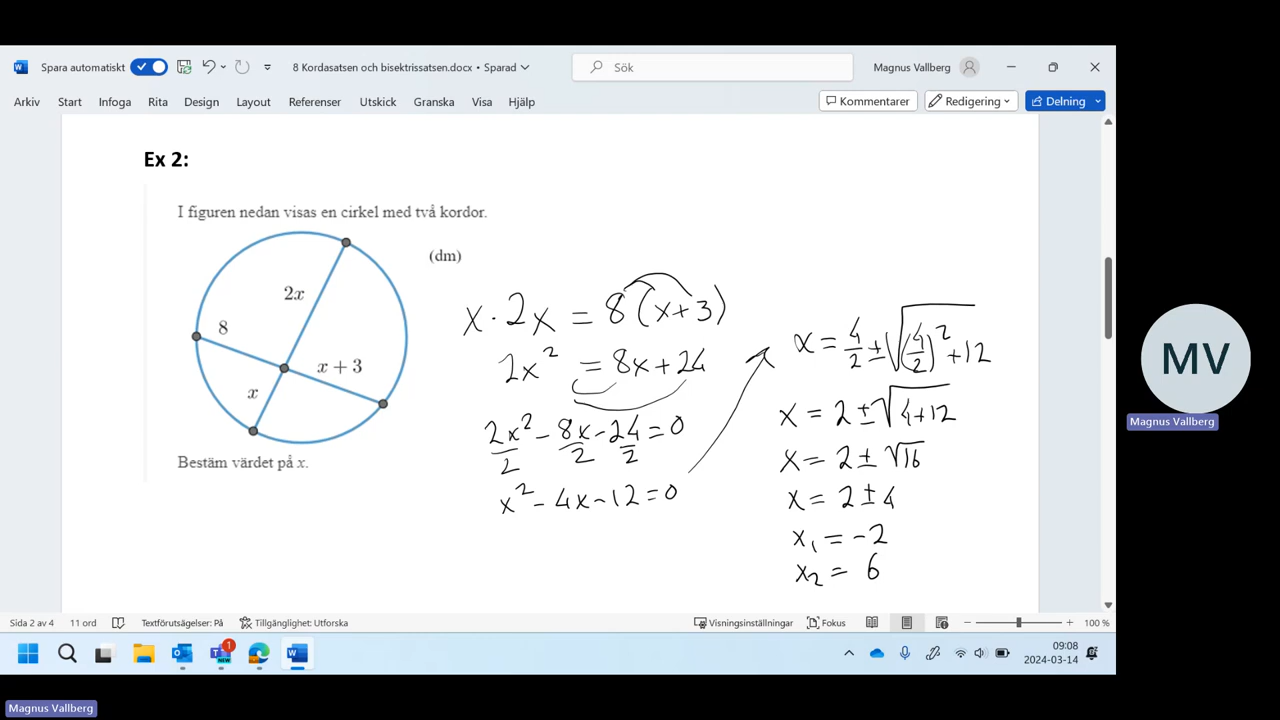 Spara automatiskt
8 Kordasatsen och bisektrissatsen.docx • Sparad
Sök
Magnus Vallberg
Arkiv Start Infoga Rita Design Layout Referenser Utskick Granska Visa Hjälp
Kommentarer Redigering Delning
Ex 2:
I figuren nedan visas en cirkel med två kordor.
(dm)
2x
8
x + 3
x
Bestäm värdet på x.
x · 2x = 8(x+3)
2x² = 8x+24
2x²/2 - 8x/2 - 24/2 = 0
x² - 4x - 12 = 0
x = 4/2 ± √((4/2)² + 12)
x = 2 ± √(4+12)
x = 2 ± √16
x = 2 ± 4
x₁ = -2
x₂ = 6
MV
Magnus Vallberg
Sida 2 av 4 11 ord Textförutsägelser: På Tillgänglighet: Utforska Visningsinställningar Fokus 100 %
1
NEW
09:08
2024-03-14
Magnus Vallberg